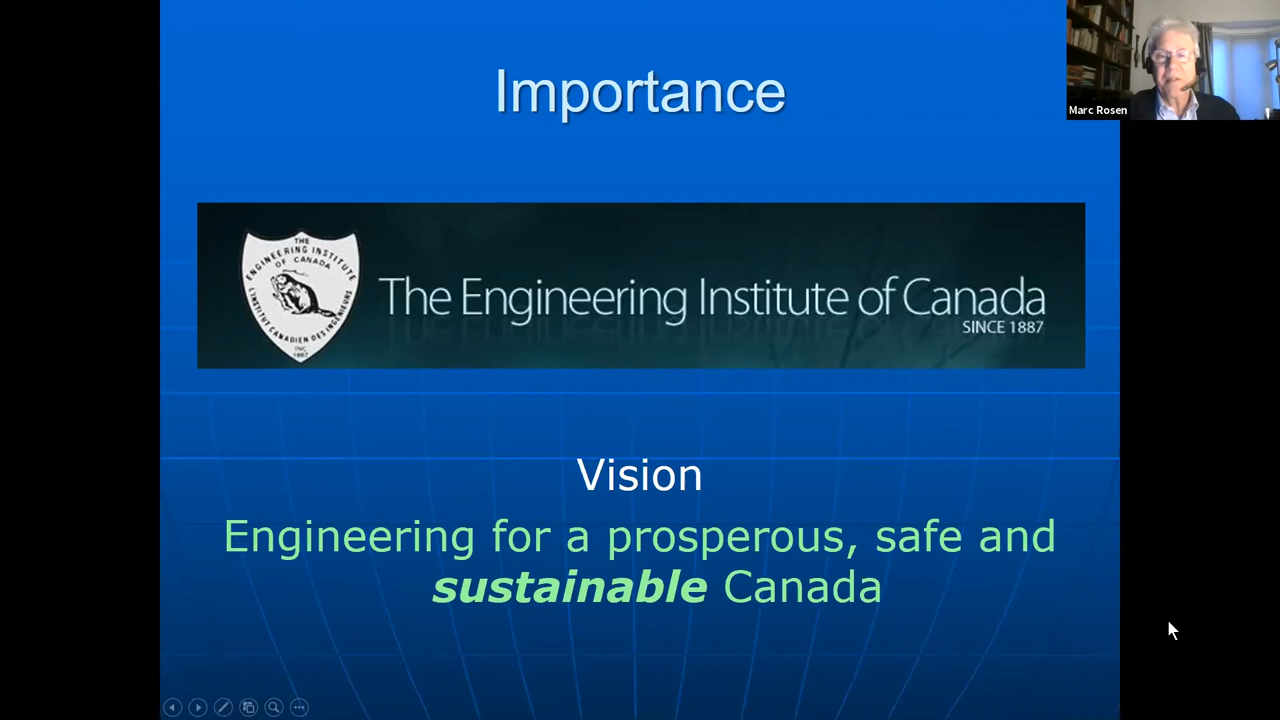 Importance
Marc Rosen
THE
ENGINEERING INSTITUTE
OF CANADA
L'INSTITUT CANADIEN DES INGÉNIEURS
INC
1887
The Engineering Institute of Canada
SINCE 1887
Vision
Engineering for a prosperous, safe and
sustainable Canada